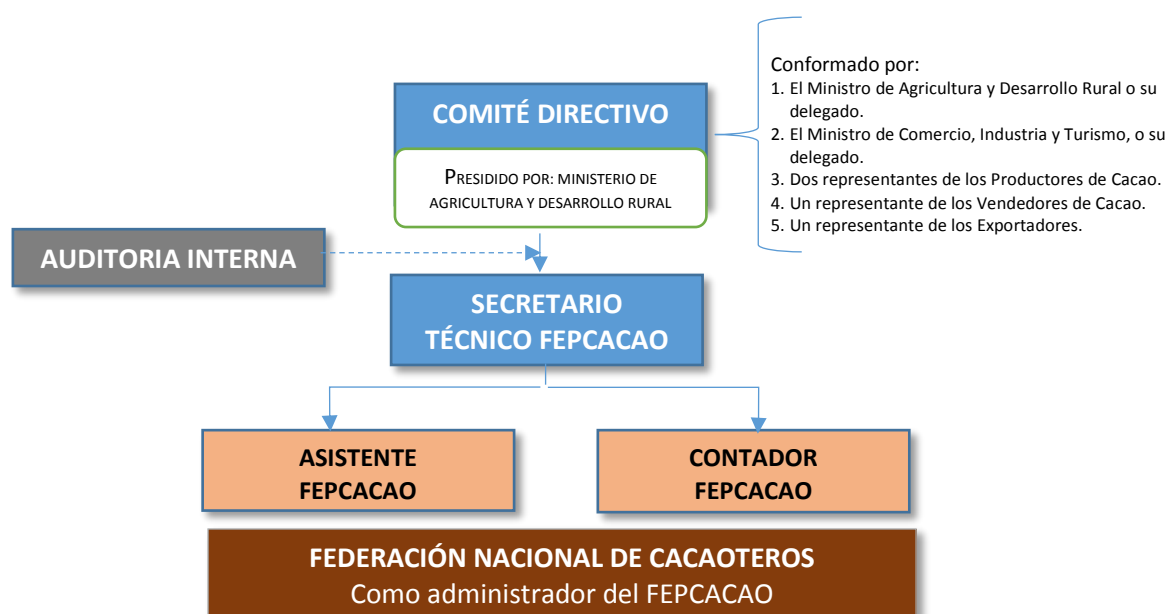 COMITÉ DIRECTIVO
PRESIDIDO POR: MINISTERIO DE
AGRICULTURA Y DESARROLLO RURAL
Conformado por:
1. El Ministro de Agricultura y Desarrollo Rural o su
delegado.
2. El Ministro de Comercio, Industria y Turismo, o su
delegado.
3. Dos representantes de los Productores de Cacao.
4. Un representante de los Vendedores de Cacao.
5. Un representante de los Exportadores.
AUDITORIA INTERNA
SECRETARIO
TÉCNICO FEPCACAO
ASISTENTE
FEPCACAO
CONTADOR
FEPCACAO
FEDERACIÓN NACIONAL DE CACAOTEROS
Como administrador del FEPCACAO